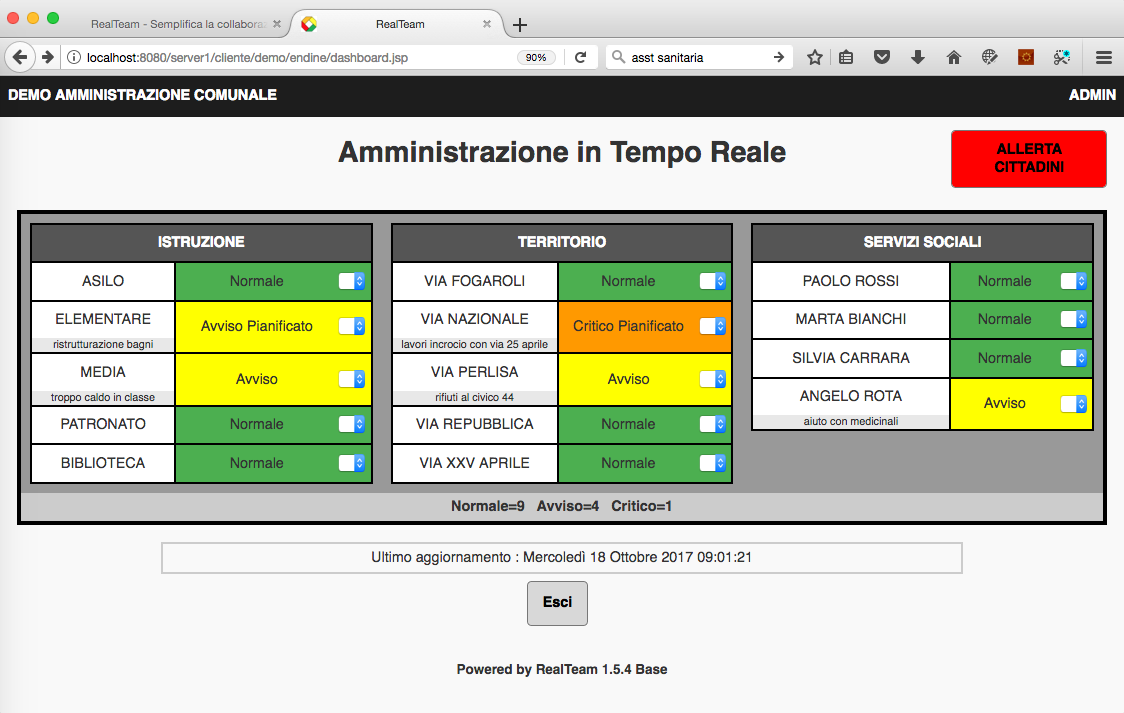 RealTeam - Semplifica la collabora
RealTeam
localhost:8080/server1/cliente/demo/endine/dashboard.jsp
90%
asst sanitaria
DEMO AMMINISTRAZIONE COMUNALE
ADMIN
Amministrazione in Tempo Reale
ALLERTA
CITTADINI
ISTRUZIONE
ASILO Normale
ELEMENTARE Avviso Pianificato
ristrutturazione bagni
MEDIA Avviso
troppo caldo in classe
PATRONATO Normale
BIBLIOTECA Normale
TERRITORIO
VIA FOGAROLI Normale
VIA NAZIONALE Critico Pianificato
lavori incrocio con via 25 aprile
VIA PERLISA Avviso
rifiuti al civico 44
VIA REPUBBLICA Normale
VIA XXV APRILE Normale
SERVIZI SOCIALI
PAOLO ROSSI Normale
MARTA BIANCHI Normale
SILVIA CARRARA Normale
ANGELO ROTA Avviso
aiuto con medicinali
Normale=9 Avviso=4 Critico=1
Ultimo aggiornamento : Mercoledì 18 Ottobre 2017 09:01:21
Esci
Powered by RealTeam 1.5.4 Base